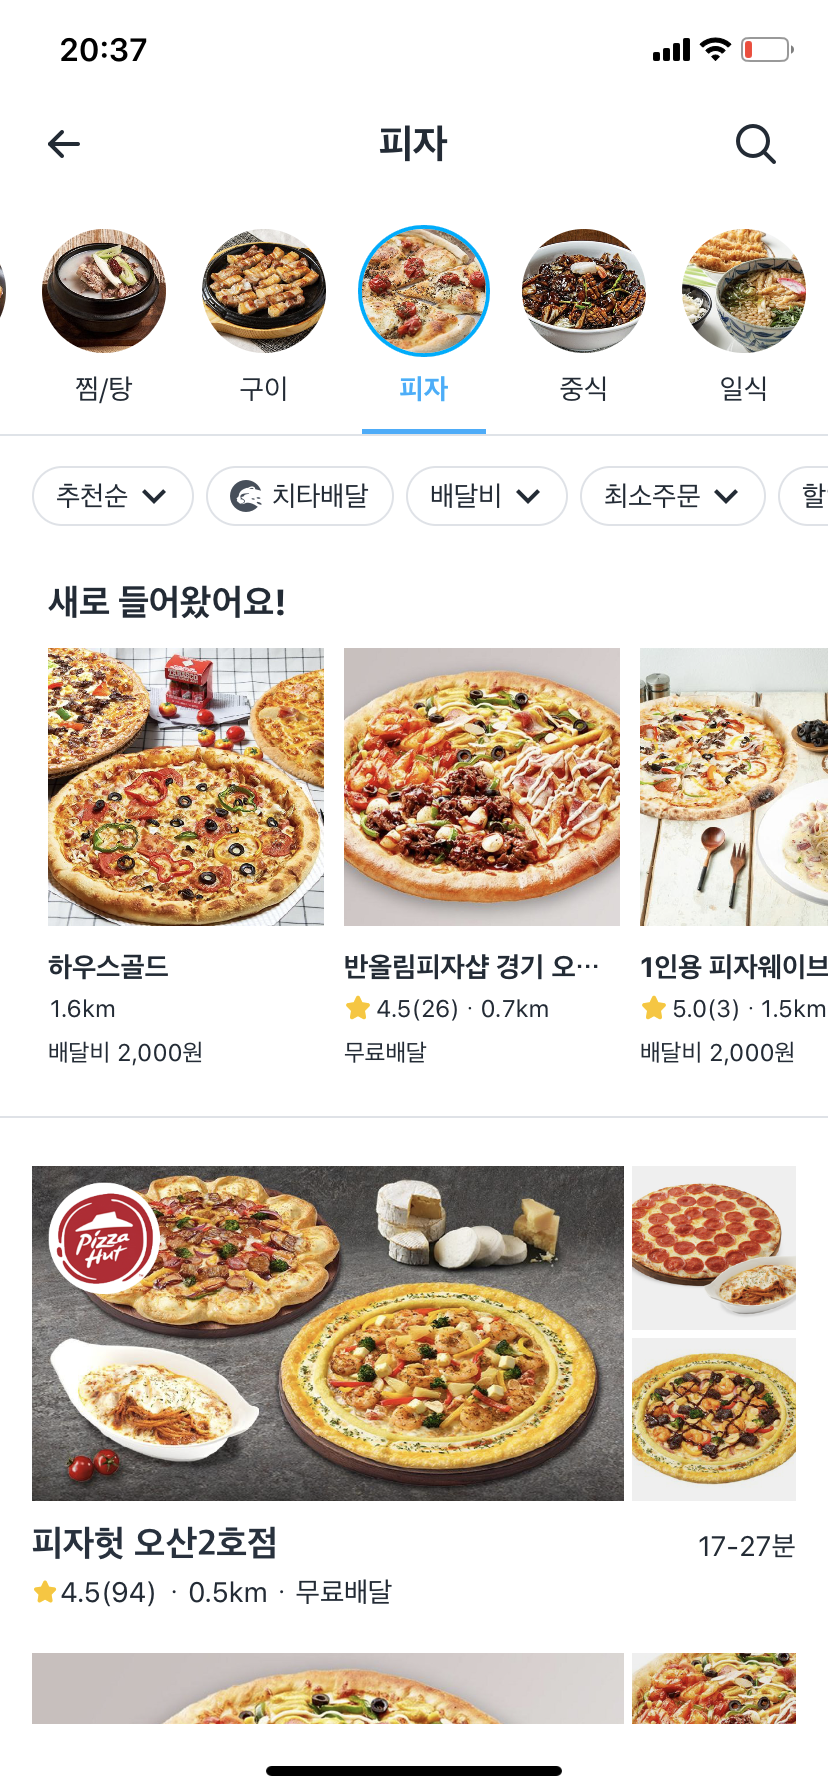 20:37
피자
찜/탕
구이
피자
중식
일식
추천순
치타배달
배달비
최소주문
할
새로 들어왔어요!
하우스골드
1.6km
배달비 2,000원
반올림피자샵 경기 오···
4.5(26) · 0.7km
무료배달
1인용 피자웨이브
5.0(3) · 1.5km
배달비 2,000원
Pizza
Hut
피자헛 오산2호점
17-27분
4.5(94) · 0.5km · 무료배달